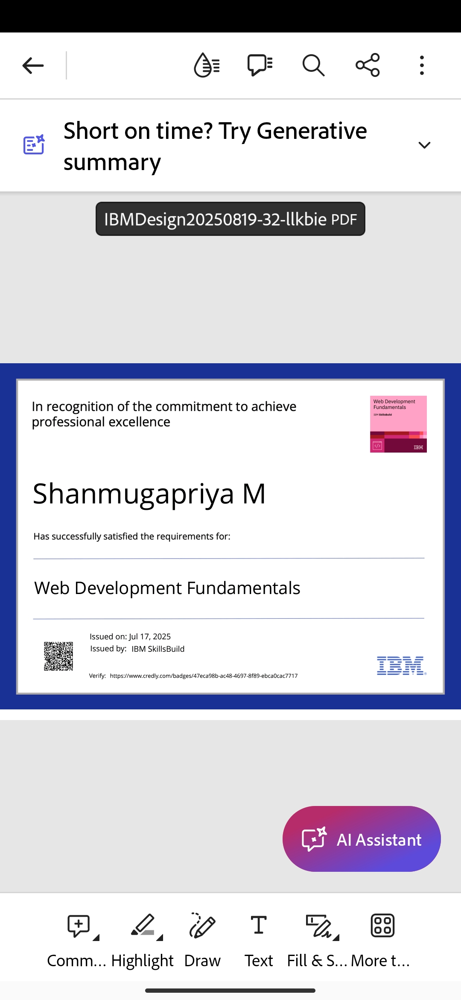 Short on time? Try Generative
summary
IBMDesign20250819-32-llkbie PDF
In recognition of the commitment to achieve
professional excellence
Web Development
Fundamentals
IBM SkillsBuild
</>
IBM
Shanmugapriya M
Has successfully satisfied the requirements for:
Web Development Fundamentals
Issued on: Jul 17, 2025
Issued by: IBM SkillsBuild
Verify: https://www.credly.com/badges/47eca98b-ac48-4697-8f89-ebca0cac7717
IBM®
AI Assistant
Comm... Highlight Draw Text Fill & S... More t...